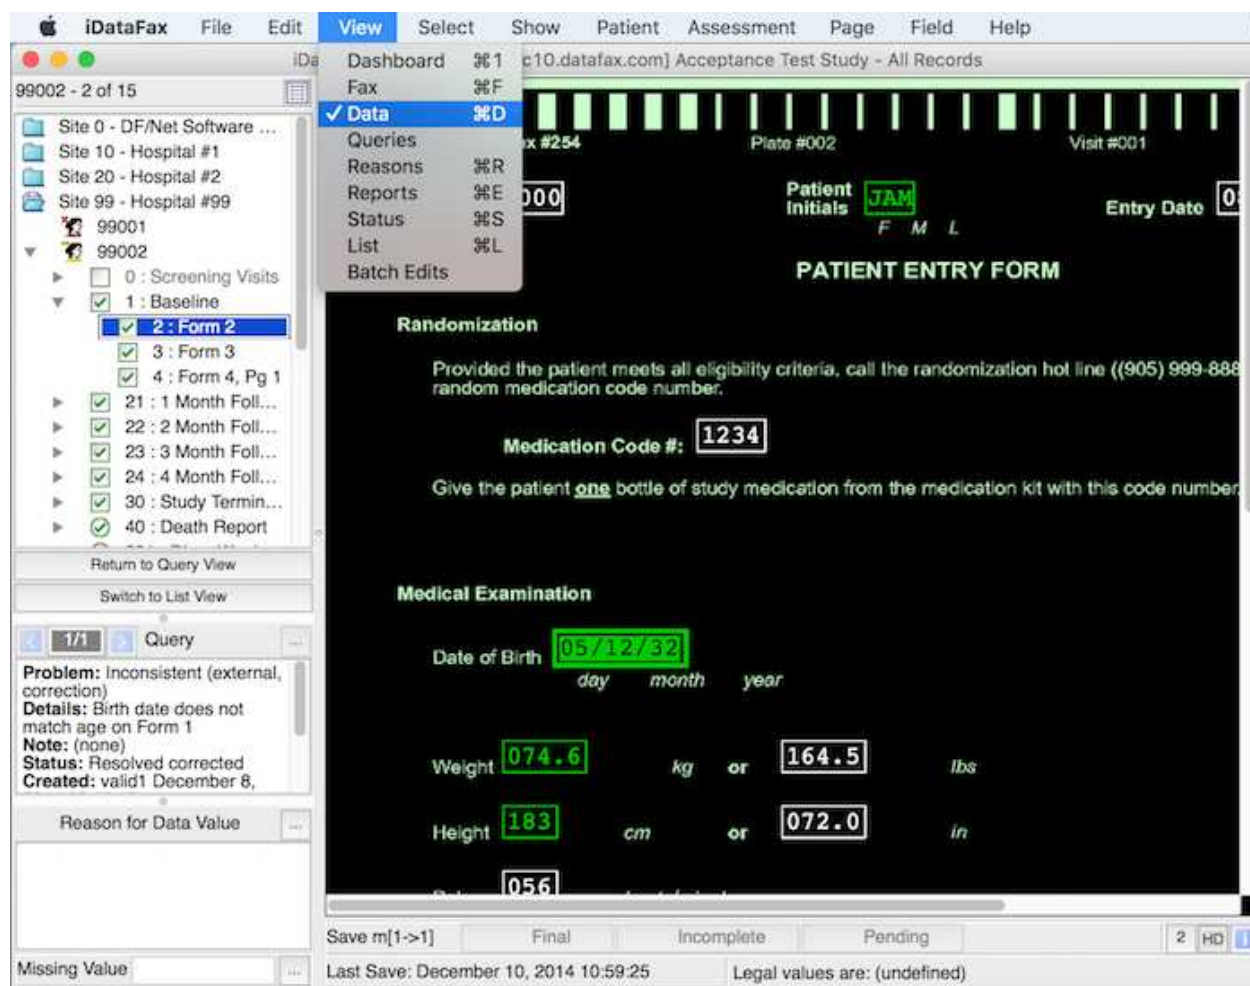 iDataFax File Edit View Select Show Patient Assessment Page Field Help
c10.datafax.com] Acceptance Test Study - All Records
99002 - 2 of 15
Dashboard ⌘1
Fax ⌘F
✓ Data ⌘D
Queries
Reasons ⌘R
Reports ⌘E
Status ⌘S
List ⌘L
Batch Edits
Site 0 - DF/Net Software ...
Site 10 - Hospital #1
Site 20 - Hospital #2
Site 99 - Hospital #99
99001
99002
0 : Screening Visits
1 : Baseline
2 : Form 2
3 : Form 3
4 : Form 4, Pg 1
21 : 1 Month Foll...
22 : 2 Month Foll...
23 : 3 Month Foll...
24 : 4 Month Foll...
30 : Study Termin...
40 : Death Report
Return to Query View
Switch to List View
1/1 Query ...
Problem: Inconsistent (external,
correction)
Details: Birth date does not
match age on Form 1
Note: (none)
Status: Resolved corrected
Created: valid1 December 8,
Reason for Data Value ...
Missing Value ...
#254 Plate #002 Visit #001
000 Patient Initials JAM Entry Date
F M L
PATIENT ENTRY FORM
Randomization
Provided the patient meets all eligibility criteria, call the randomization hot line ((905) 999-888
random medication code number.
Medication Code #: 1234
Give the patient one bottle of study medication from the medication kit with this code number
Medical Examination
Date of Birth 05/12/32
day month year
Weight 074.6 kg or 164.5 lbs
Height 183 cm or 072.0 in
056
Save m[1->1] Final Incomplete Pending 2 HD
Last Save: December 10, 2014 10:59:25 Legal values are: (undefined)